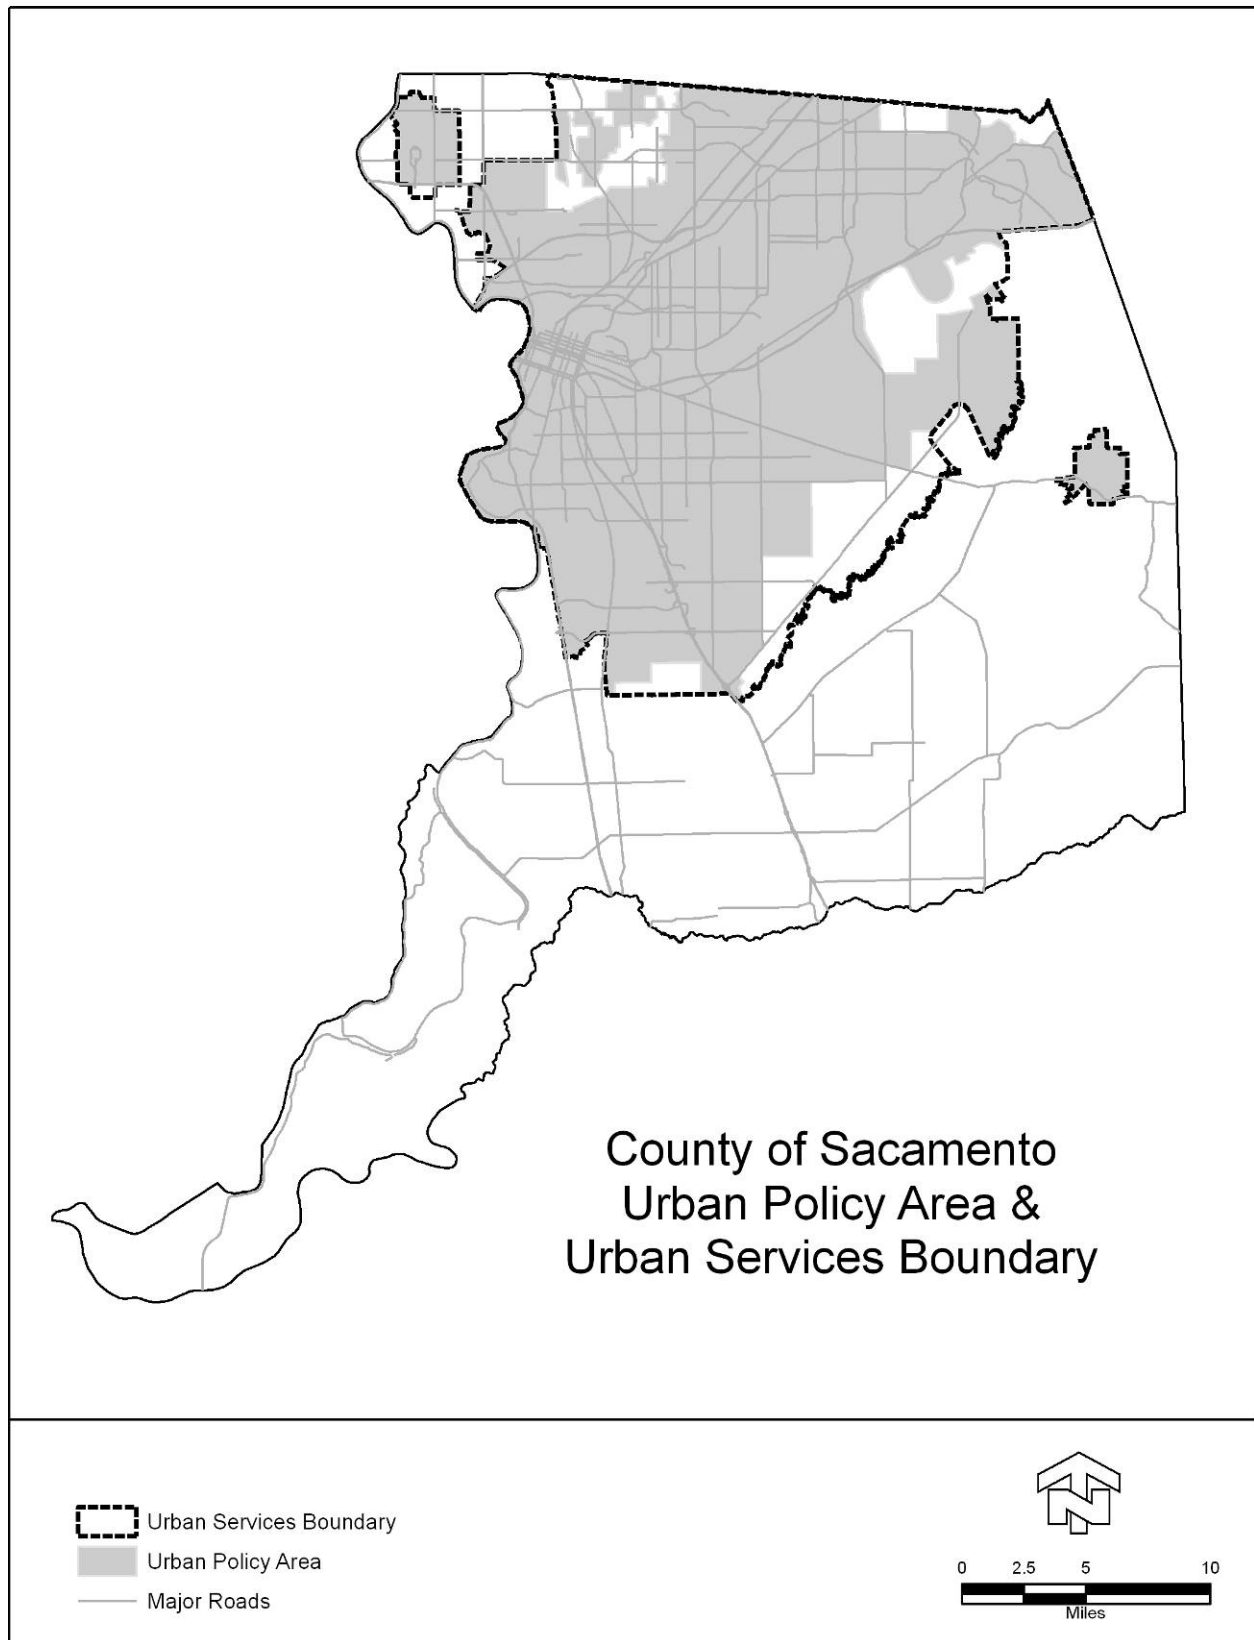 County of Sacamento
Urban Policy Area &
Urban Services Boundary
Urban Services Boundary
Urban Policy Area
Major Roads
N
0 2.5 5 10
Miles